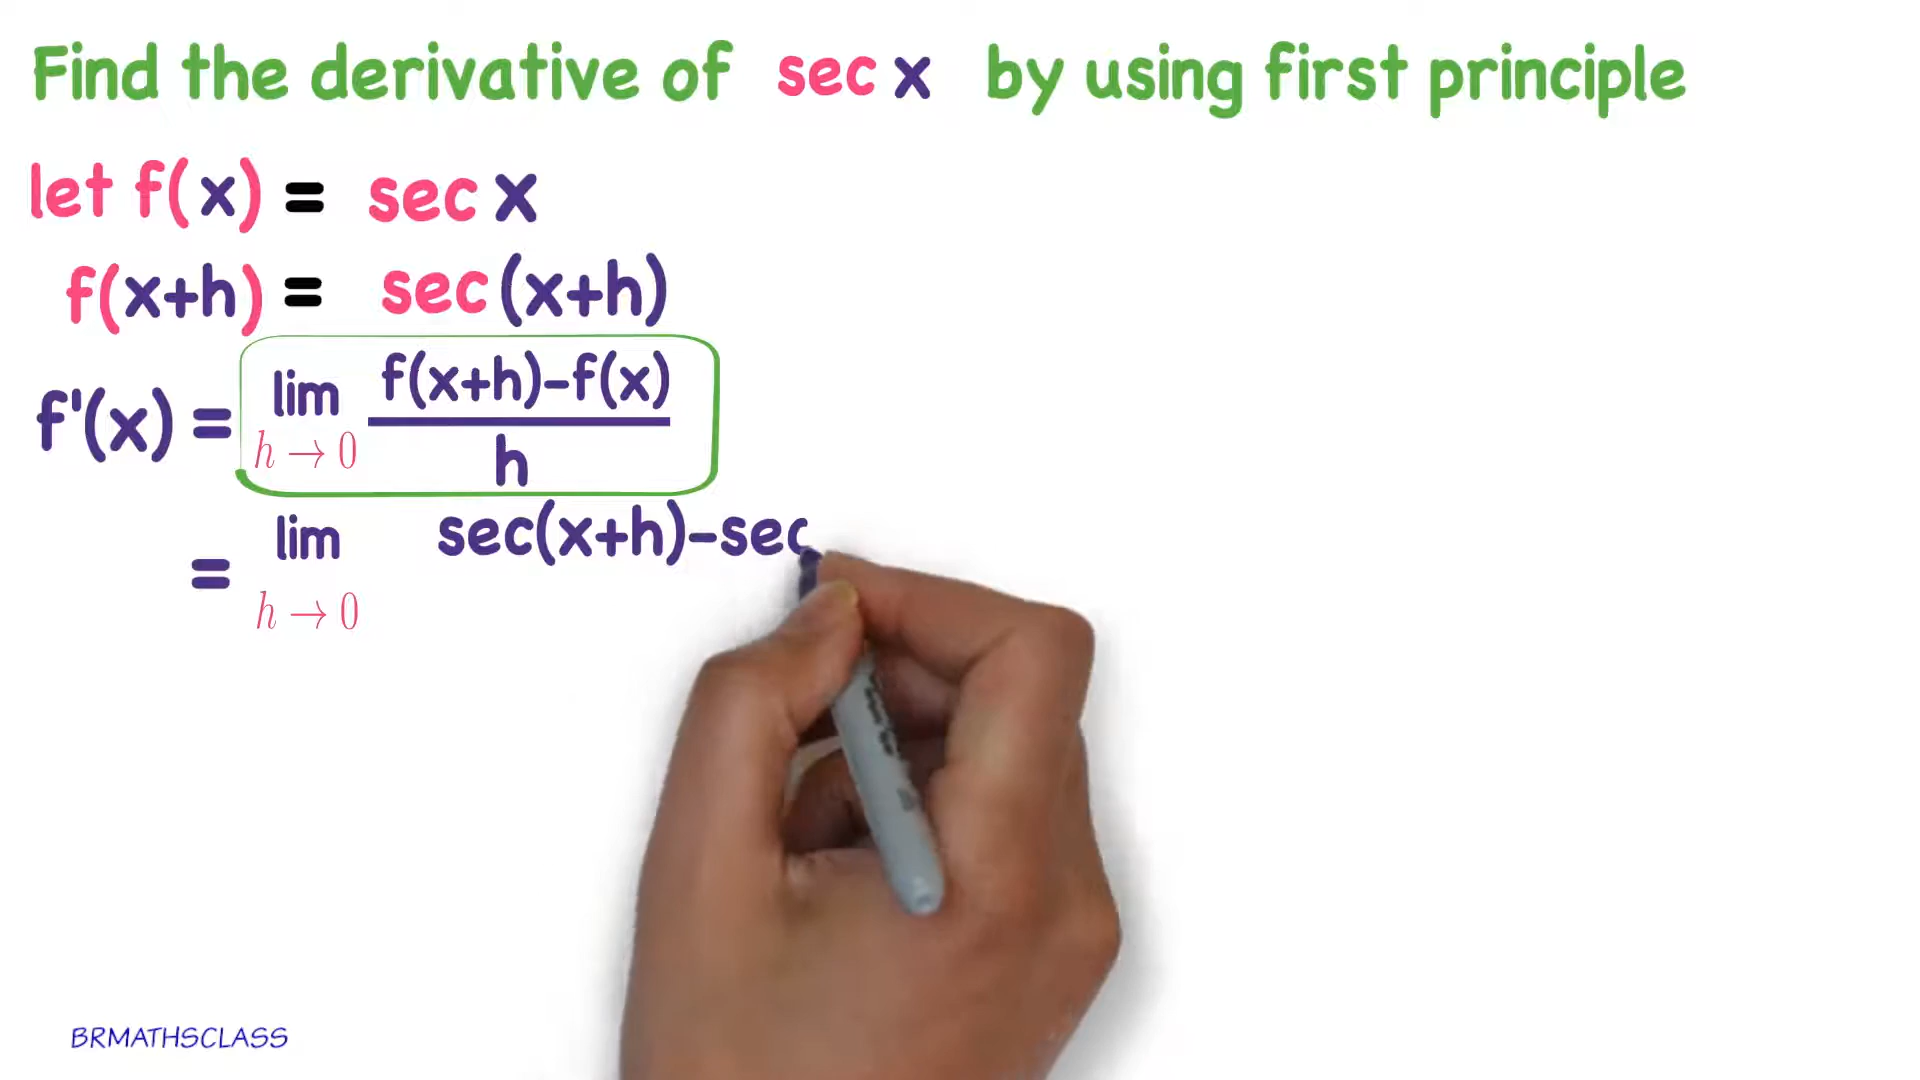 Find the derivative of sec x by using first principle
let f(x) = sec x
f(x+h) = sec(x+h)
f'(x) = lim h→0 f(x+h)-f(x) / h
= lim h→0 sec(x+h)-sec
BRMATHSCLASS